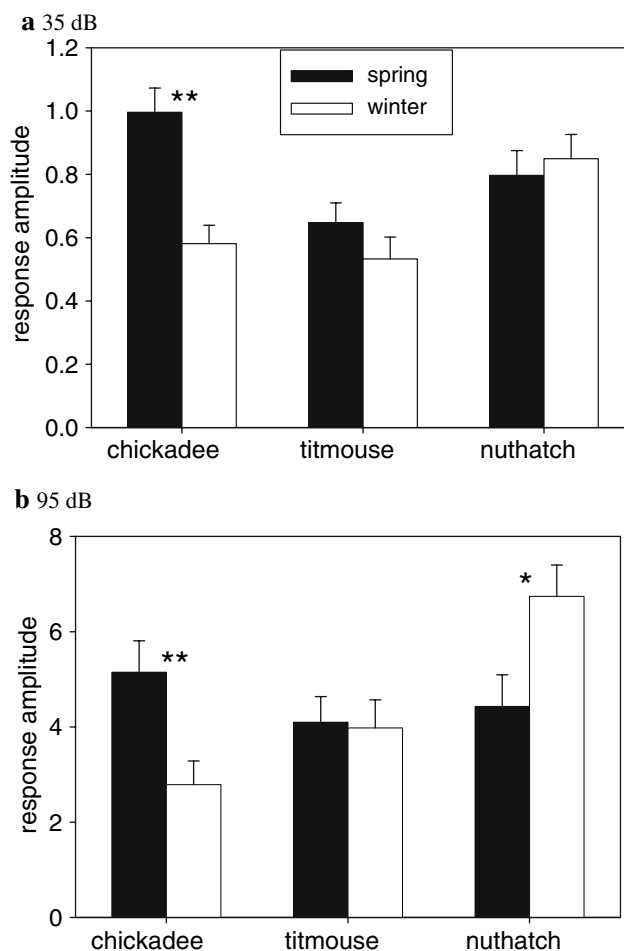 a 35 dB
1.2
1.0
0.8
0.6
0.4
0.2
0.0
response amplitude
spring
winter
**
chickadee titmouse nuthatch
b 95 dB
8
6
4
2
0
response amplitude
**
*
chickadee titmouse nuthatch